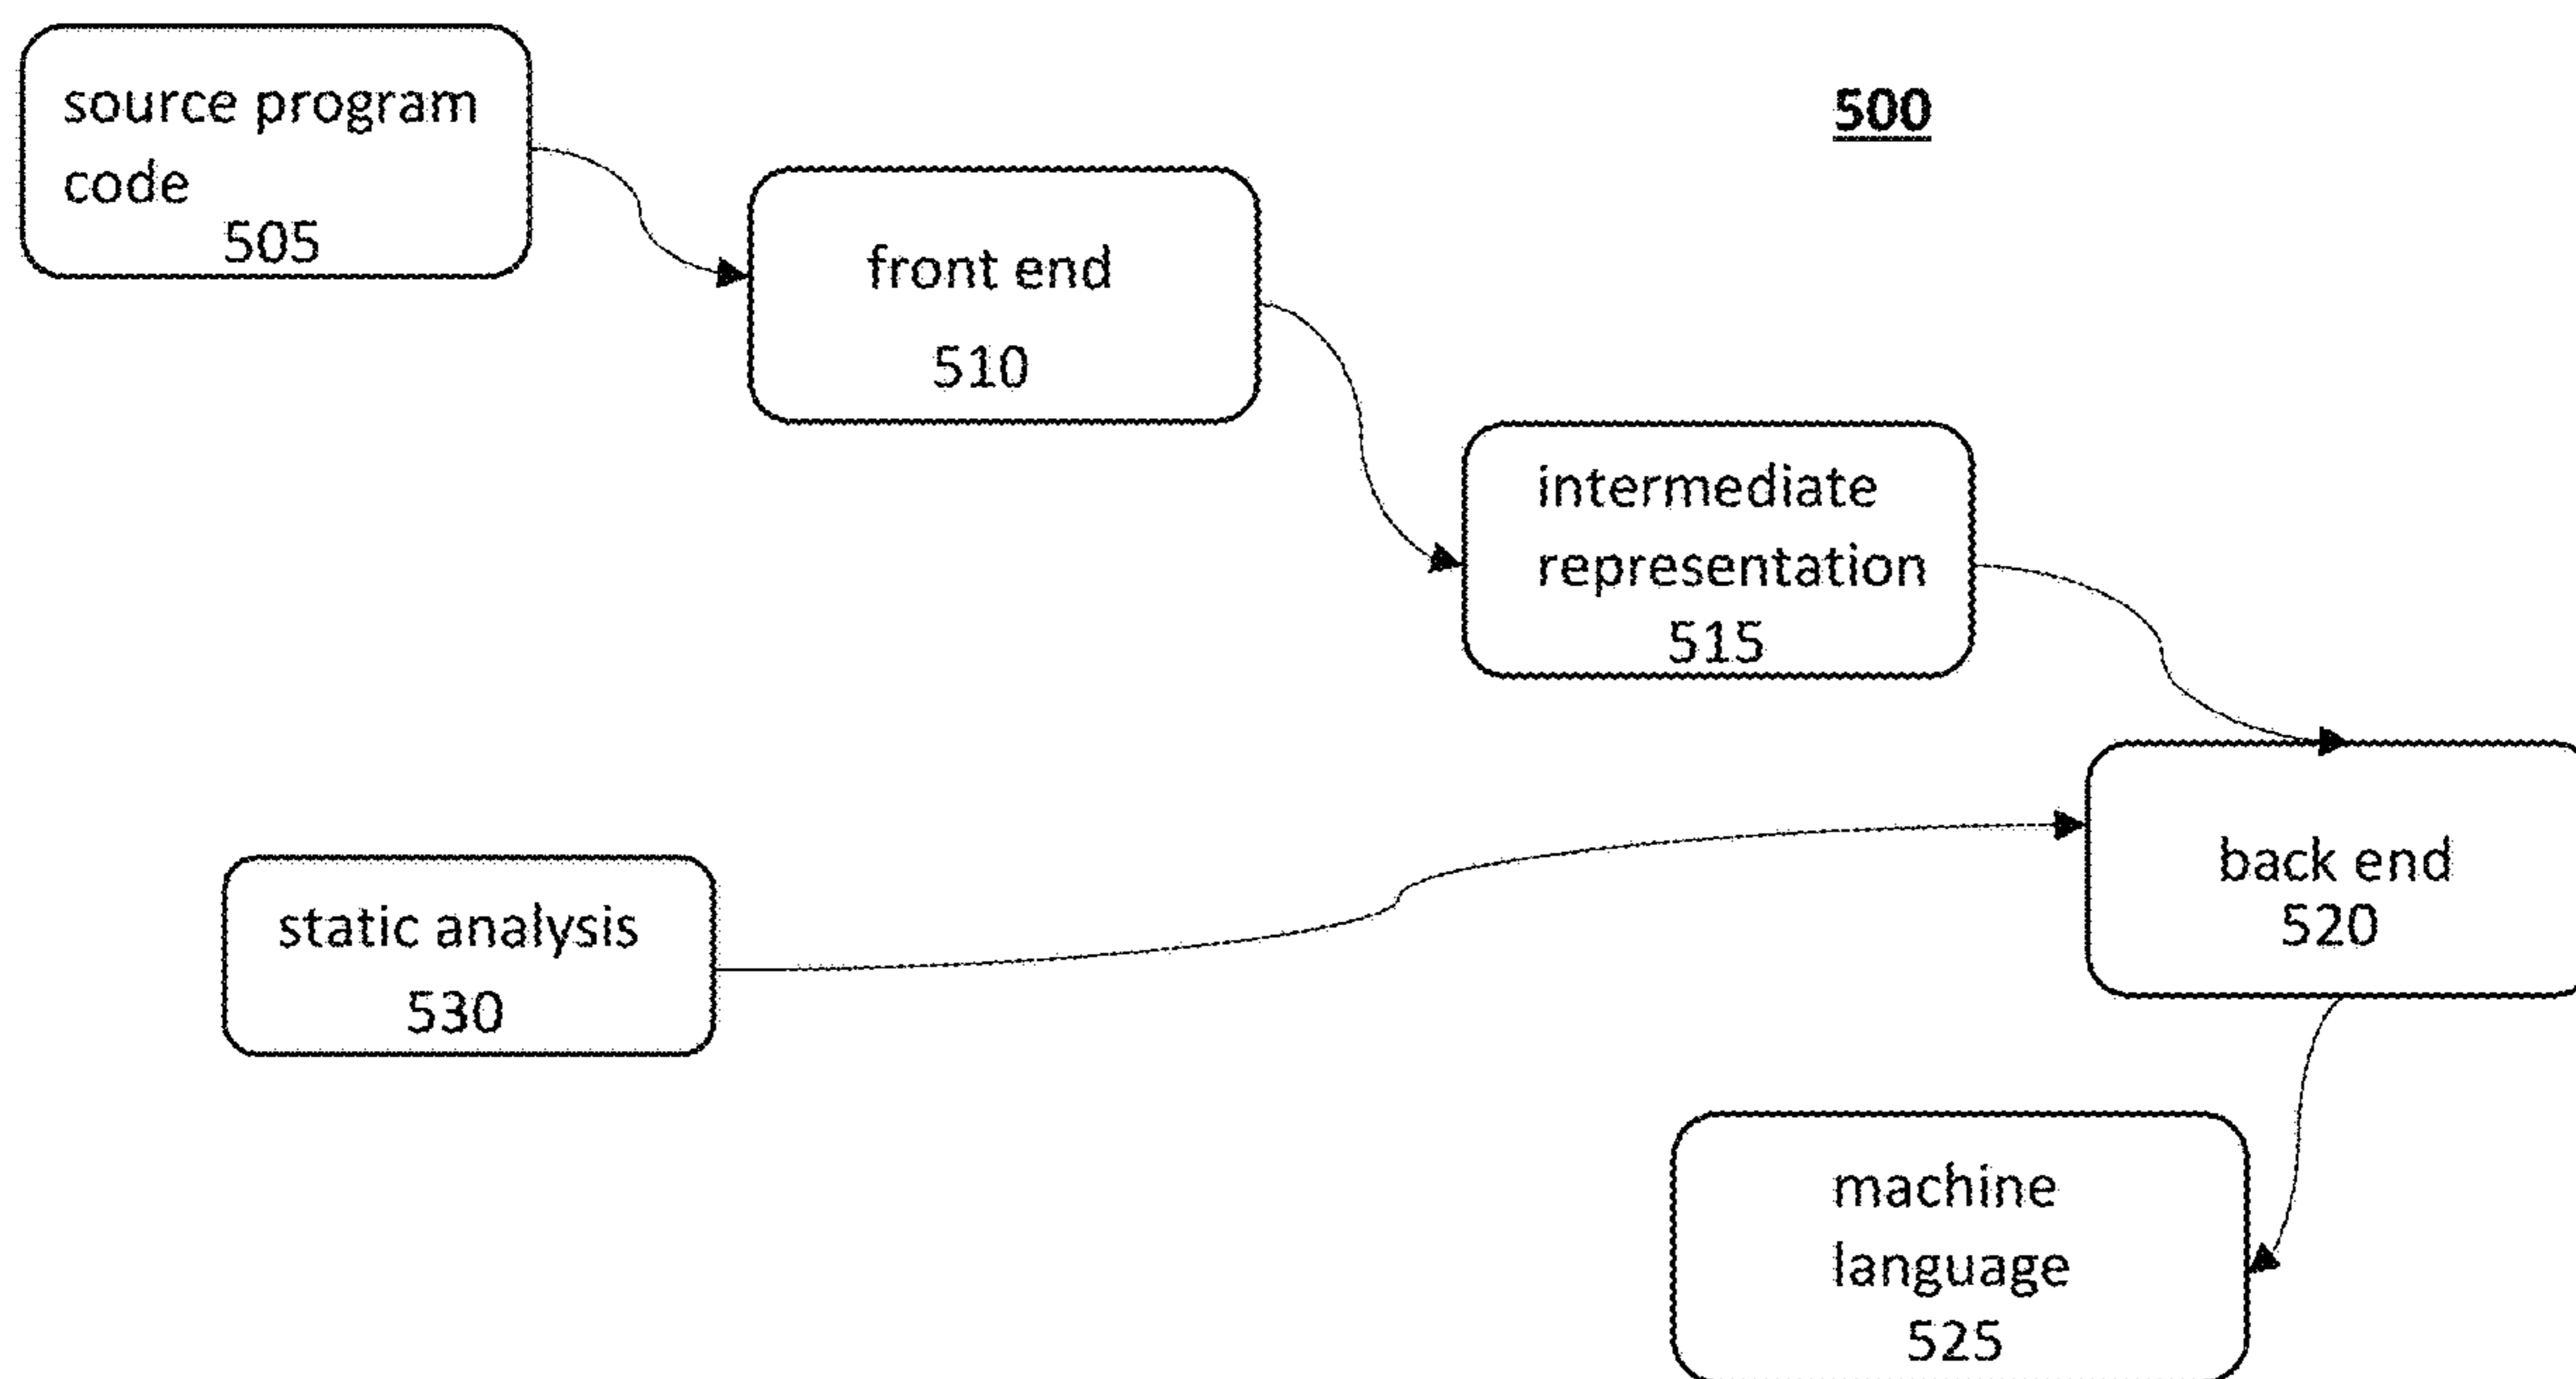 source program
code
505
500
front end
510
intermediate
representation
515
back end
520
static analysis
530
machine
language
525